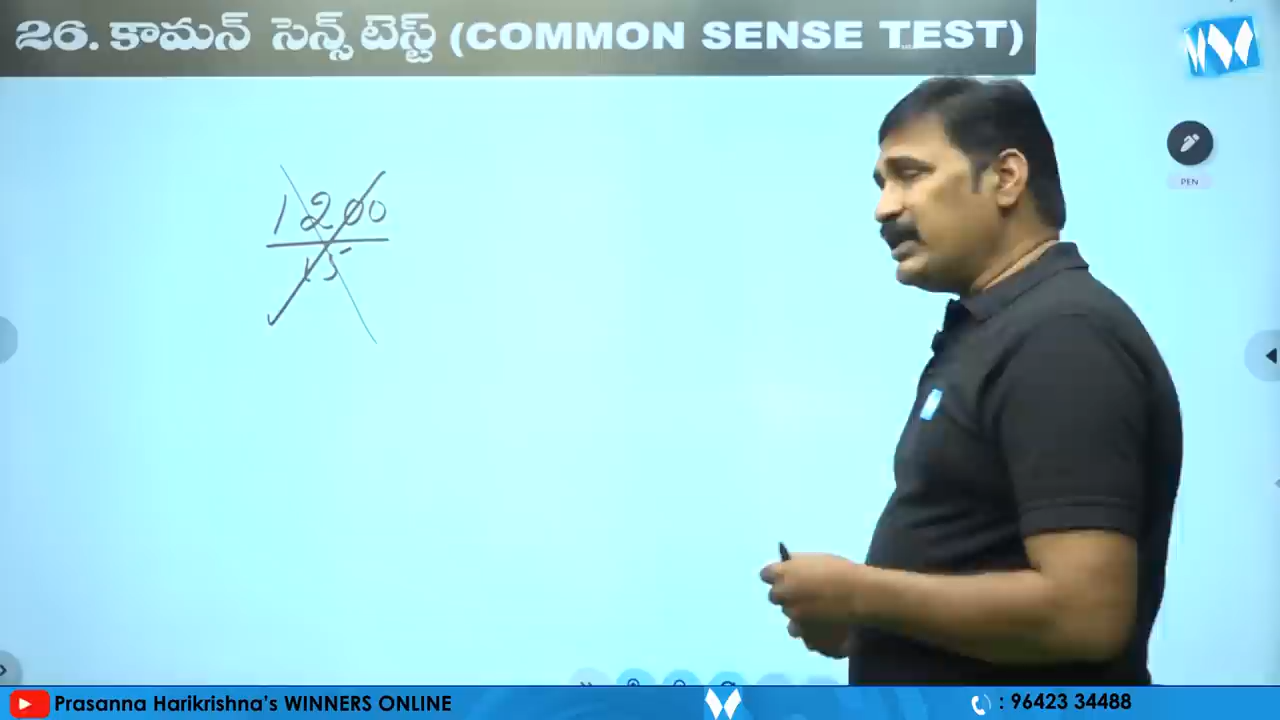 26. కామన్ సెన్స్ టెస్ట్ (COMMON SENSE TEST)
W
PEN
1200
15
Prasanna Harikrishna's WINNERS ONLINE
W
: 96423 34488